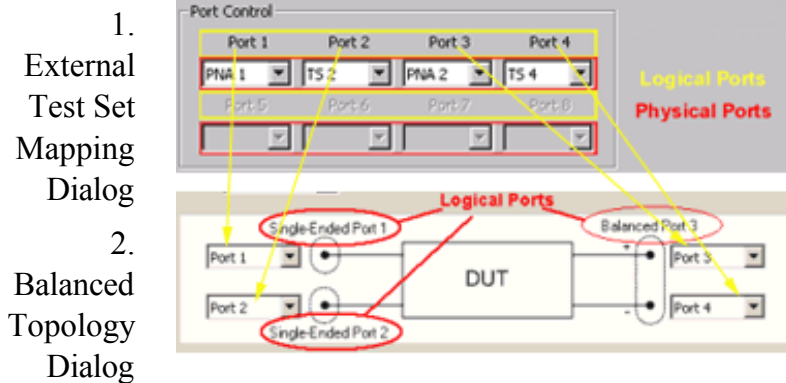 1.
External
Test Set
Mapping
Dialog
2.
Balanced
Topology
Dialog
Port Control
Port 1 Port 2 Port 3 Port 4
PNA 1 TS 2 PNA 2 TS 4
Port 5 Port 6 Port 7 Port 8
Logical Ports
Physical Ports
Logical Ports
Single-Ended Port 1 Balanced Port 3
Port 1 + Port 3
DUT
Port 2 - Port 4
Single-Ended Port 2